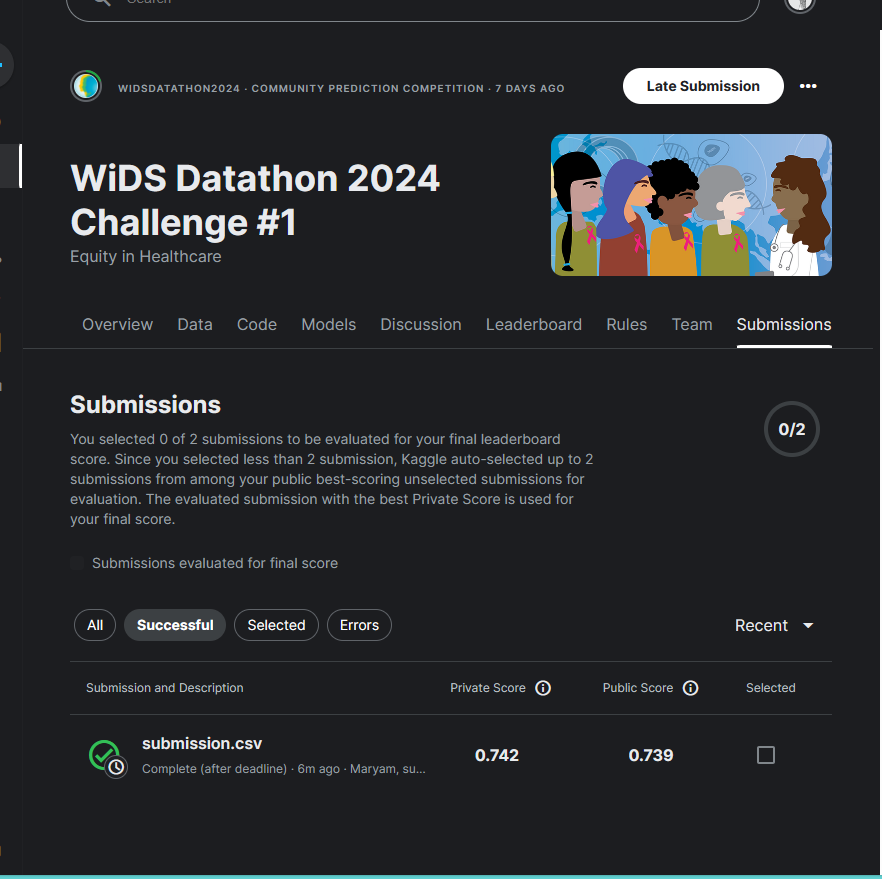 Search
WIDSDATATHON2024 · COMMUNITY PREDICTION COMPETITION · 7 DAYS AGO
Late Submission
WiDS Datathon 2024
Challenge #1
Equity in Healthcare
Overview Data Code Models Discussion Leaderboard Rules Team Submissions
Submissions
You selected 0 of 2 submissions to be evaluated for your final leaderboard
score. Since you selected less than 2 submission, Kaggle auto-selected up to 2
submissions from among your public best-scoring unselected submissions for
evaluation. The evaluated submission with the best Private Score is used for
your final score.
0/2
Submissions evaluated for final score
All Successful Selected Errors Recent
Submission and Description Private Score Public Score Selected
submission.csv 0.742 0.739
Complete (after deadline) · 6m ago · Maryam, su...